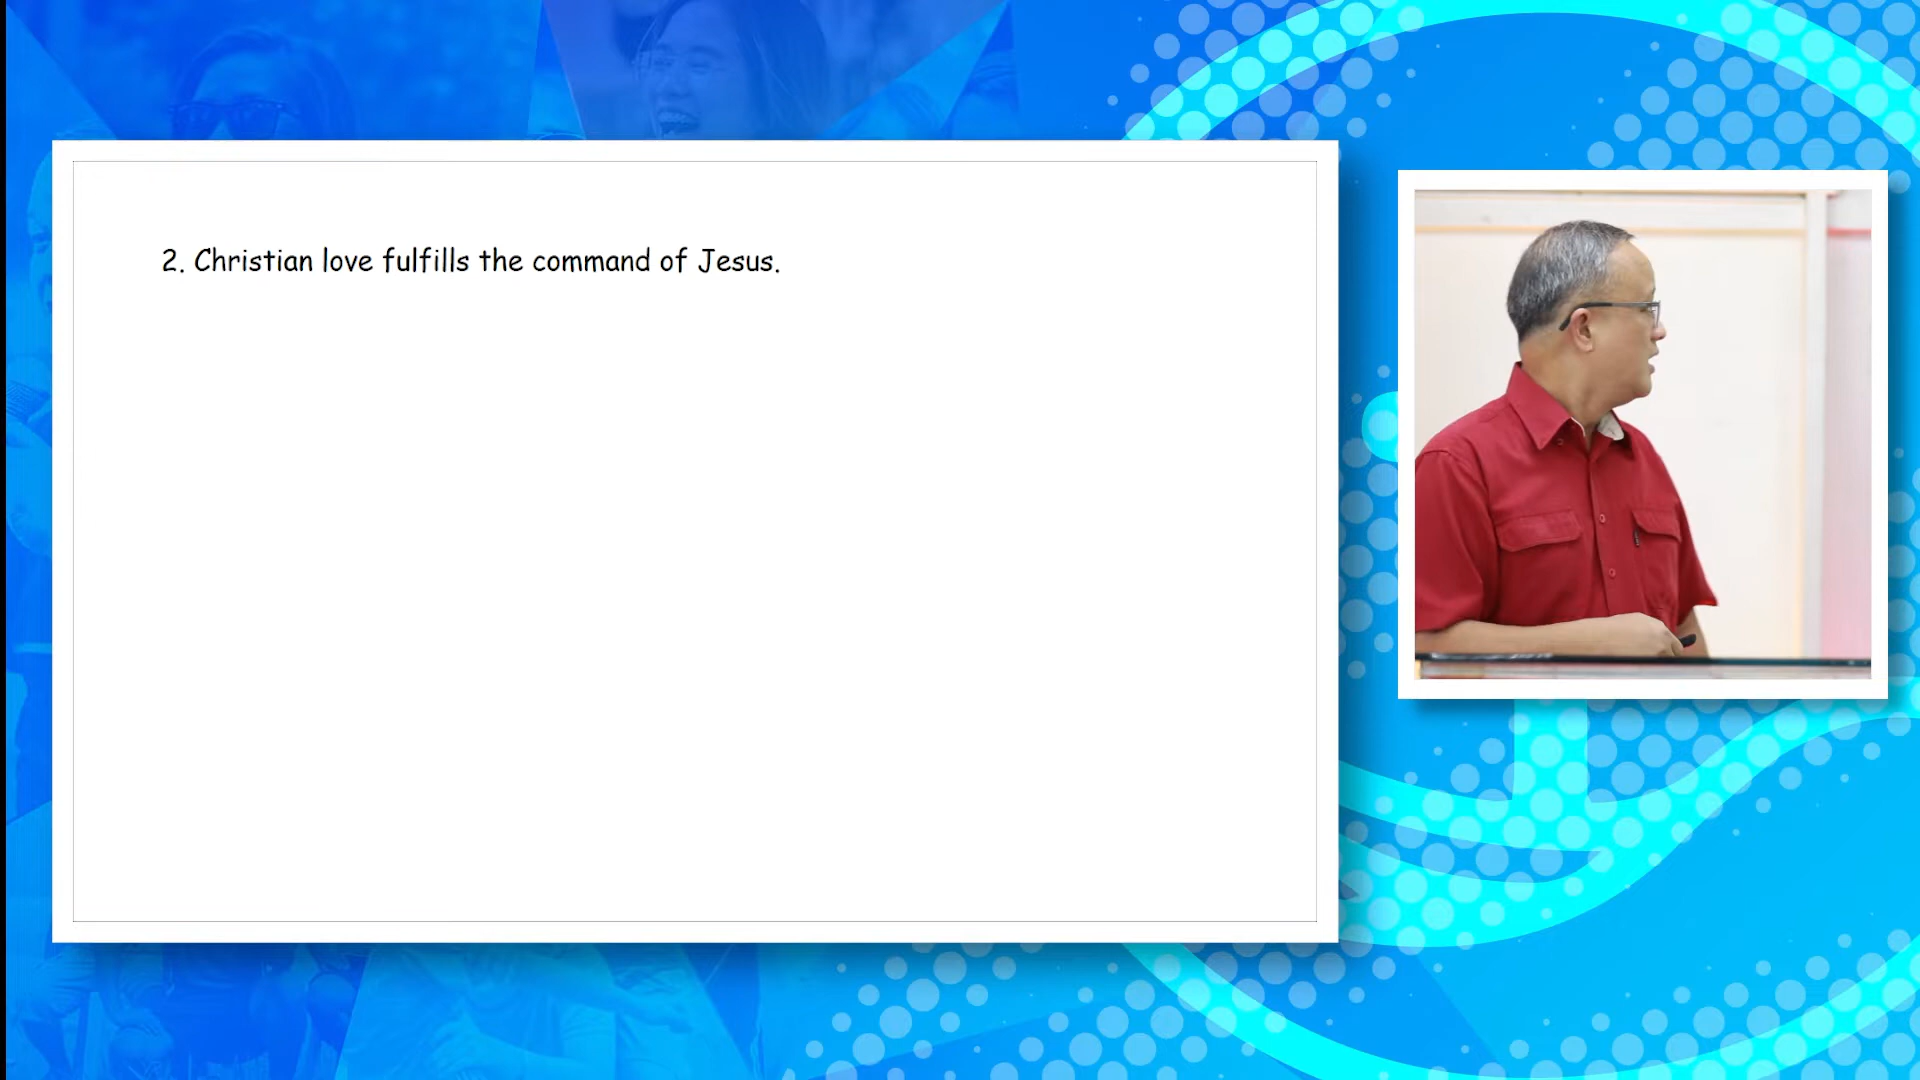 2. Christian love fulfills the command of Jesus.